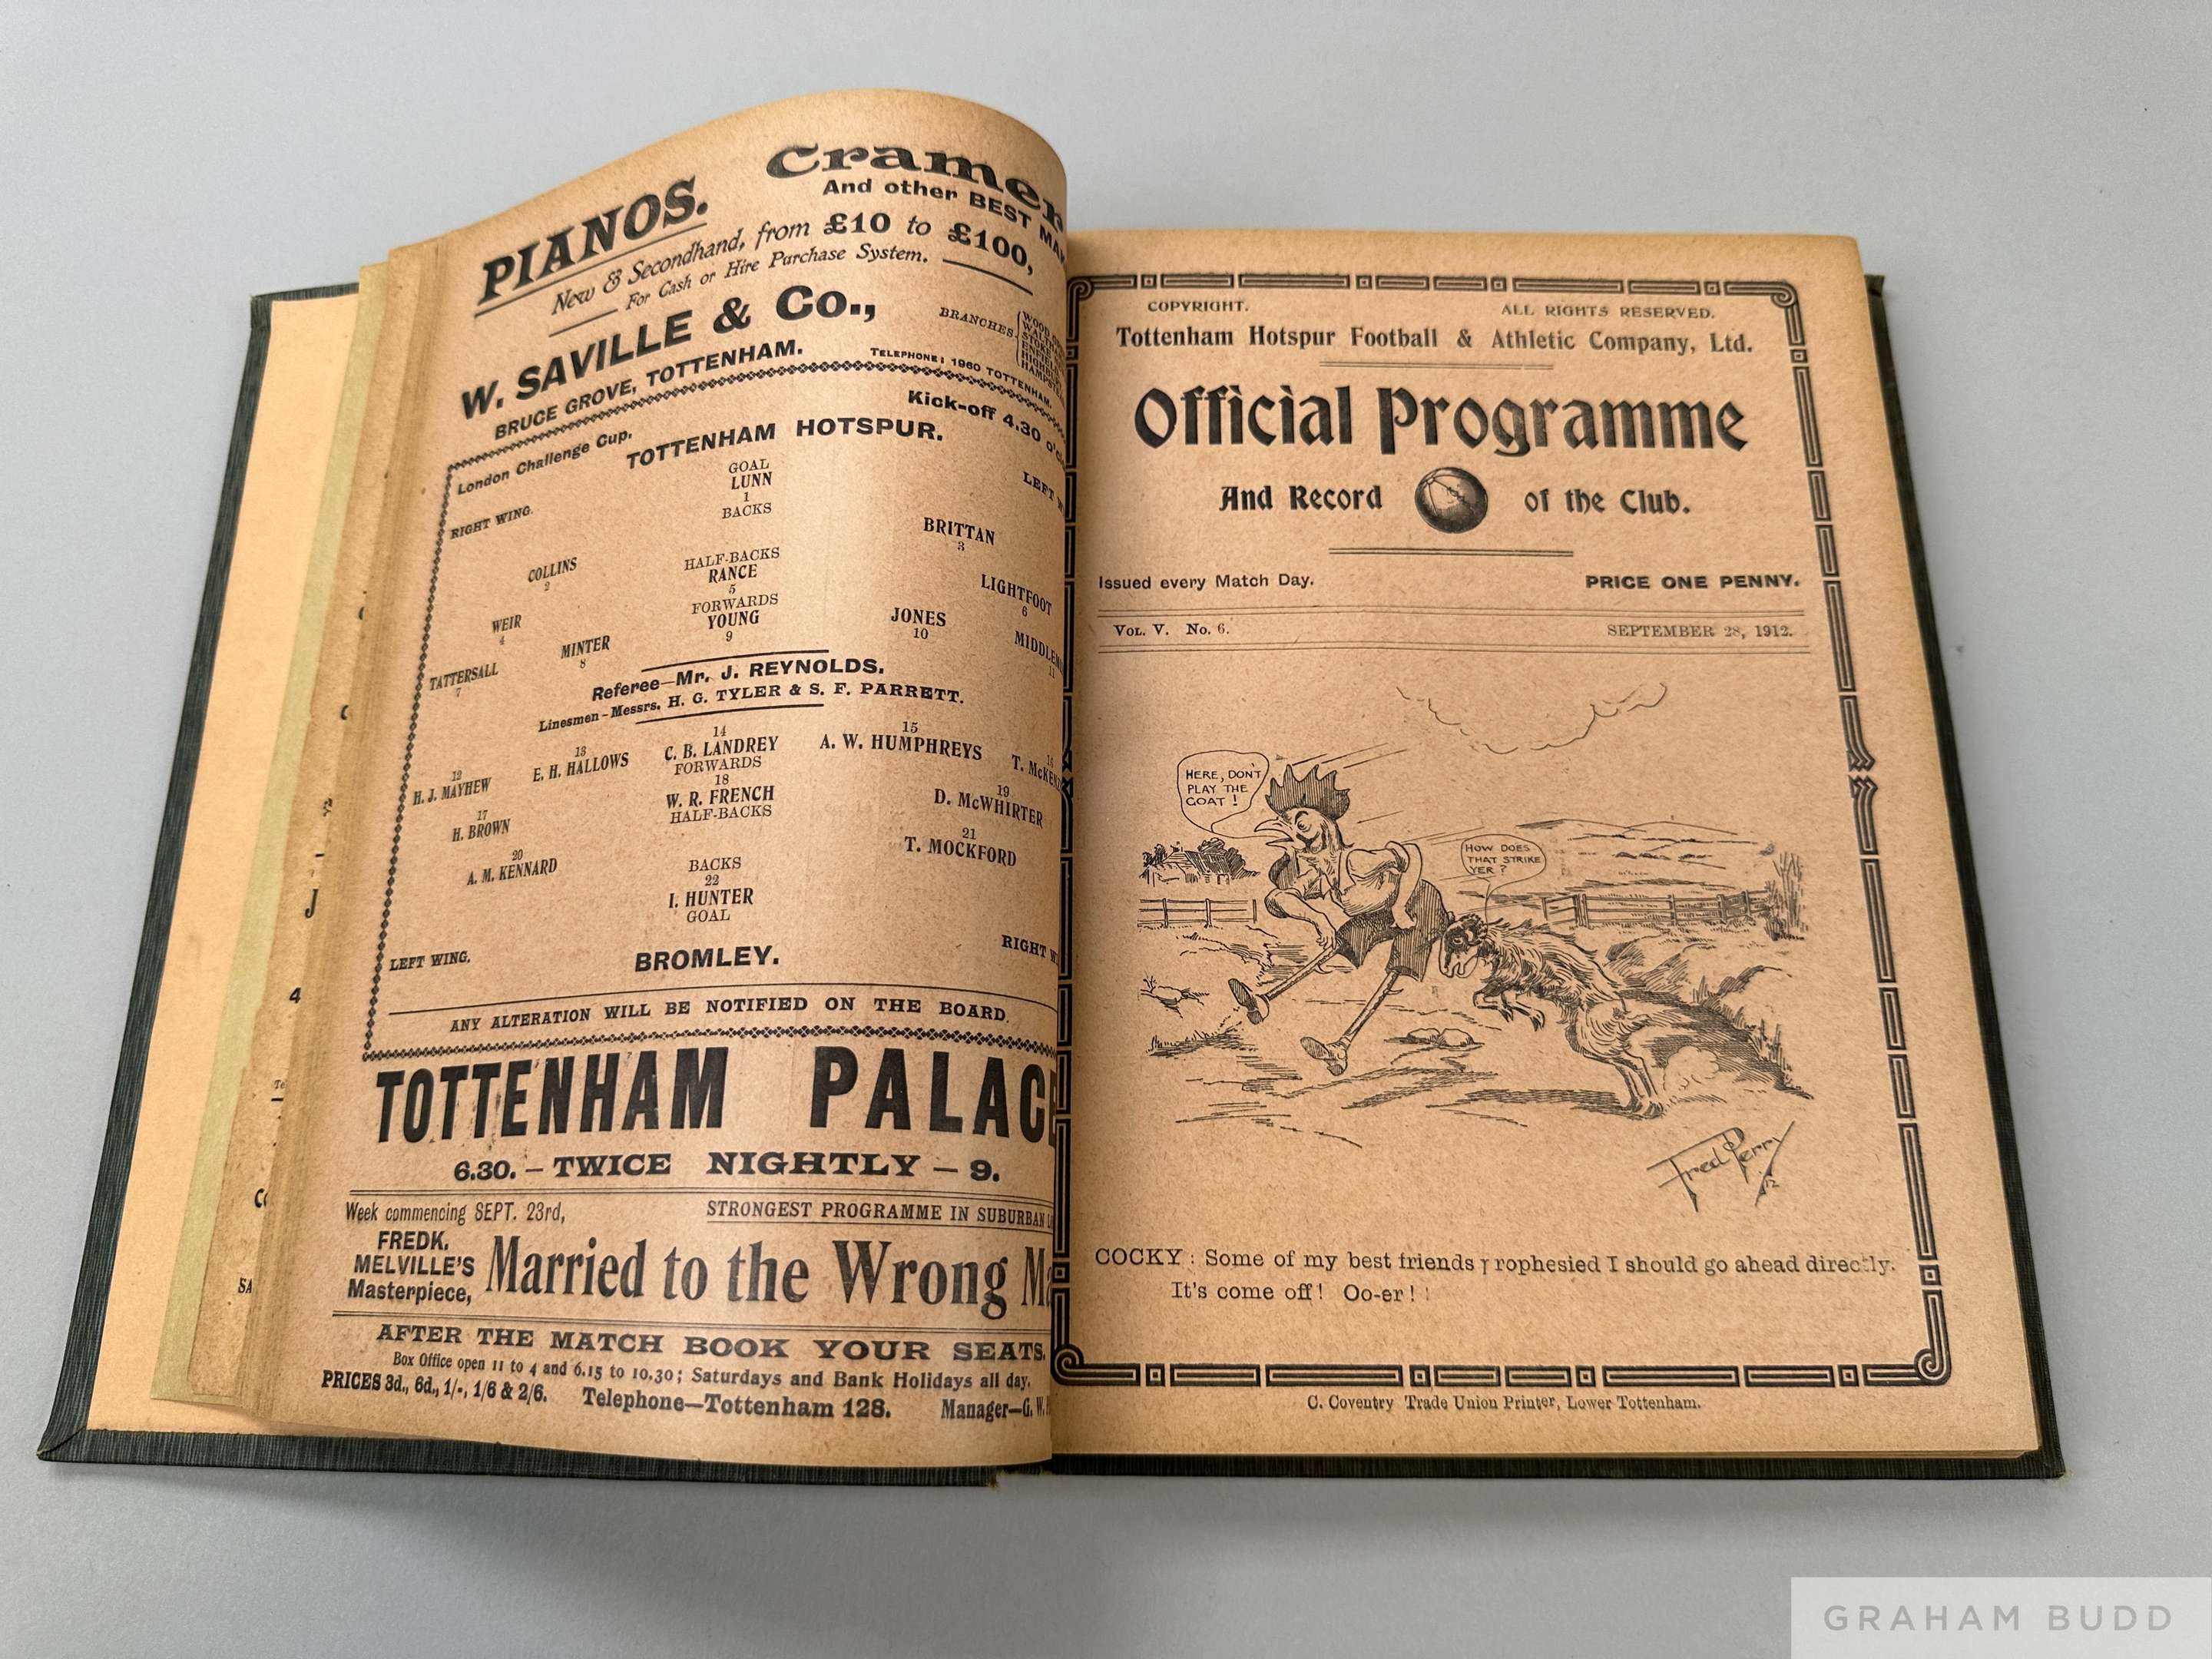 PIANOS.
Cramer
And other BEST
New & Secondhand, from £10 to £100,
For Cash or Hire Purchase System.
W. SAVILLE & Co.,
BRANCHES
BRUCE GROVE, TOTTENHAM.
TELEPHONE: 1960 TOTTENHAM.
London Challenge Cup.
Kick-off 4.30
TOTTENHAM HOTSPUR.
GOAL
LUNN
1
RIGHT WING.
LEFT
BACKS
COLLINS
2
BRITTAN
3
HALF-BACKS
WEIR
4
RANCE
5
LIGHTFOOT
6
FORWARDS
TATTERSALL
7
MINTER
8
YOUNG
9
JONES
10
11
Referee—Mr. J. REYNOLDS.
Linesmen-Messrs. H. G. TYLER & S. F. PARRETT.
12
H. J. MAYHEW
13
E. H. HALLOWS
14
C. B. LANDREY
15
A. W. HUMPHREYS
T.
FORWARDS
17
H. BROWN
18
W. R. FRENCH
19
D. McWHIRTER
HALF-BACKS
20
A. M. KENNARD
21
T. MOCKFORD
BACKS
22
I. HUNTER
GOAL
LEFT WING.
BROMLEY.
RIGHT
ANY ALTERATION WILL BE NOTIFIED ON THE BOARD.
TOTTENHAM PALACE
6.30. – TWICE NIGHTLY – 9.
Week commencing SEPT. 23rd,
STRONGEST PROGRAMME IN SUBURBAN
FREDK.
MELVILLE'S
Masterpiece,
Married to the Wrong
AFTER THE MATCH BOOK YOUR SEATS.
Box Office open 11 to 4 and 6.15 to 10.30; Saturdays and Bank Holidays all day.
PRICES 3d., 6d., 1/-, 1/6 & 2/6. Telephone—Tottenham 128. Manager—G. W.
COPYRIGHT. ALL RIGHTS RESERVED.
Tottenham Hotspur Football & Athletic Company, Ltd.
Official Programme
And Record of the Club.
Issued every Match Day. PRICE ONE PENNY.
VOL. V. No. 6. SEPTEMBER 28, 1912.
HERE, DON'T
PLAY THE
GOAT!
HOW DOES
THAT STRIKE
YER?
Fred Perry
12
COCKY: Some of my best friends prophesied I should go ahead directly.
It's come off! Oo-er!!
C. Coventry Trade Union Printer, Lower Tottenham.
GRAHAM BUDD